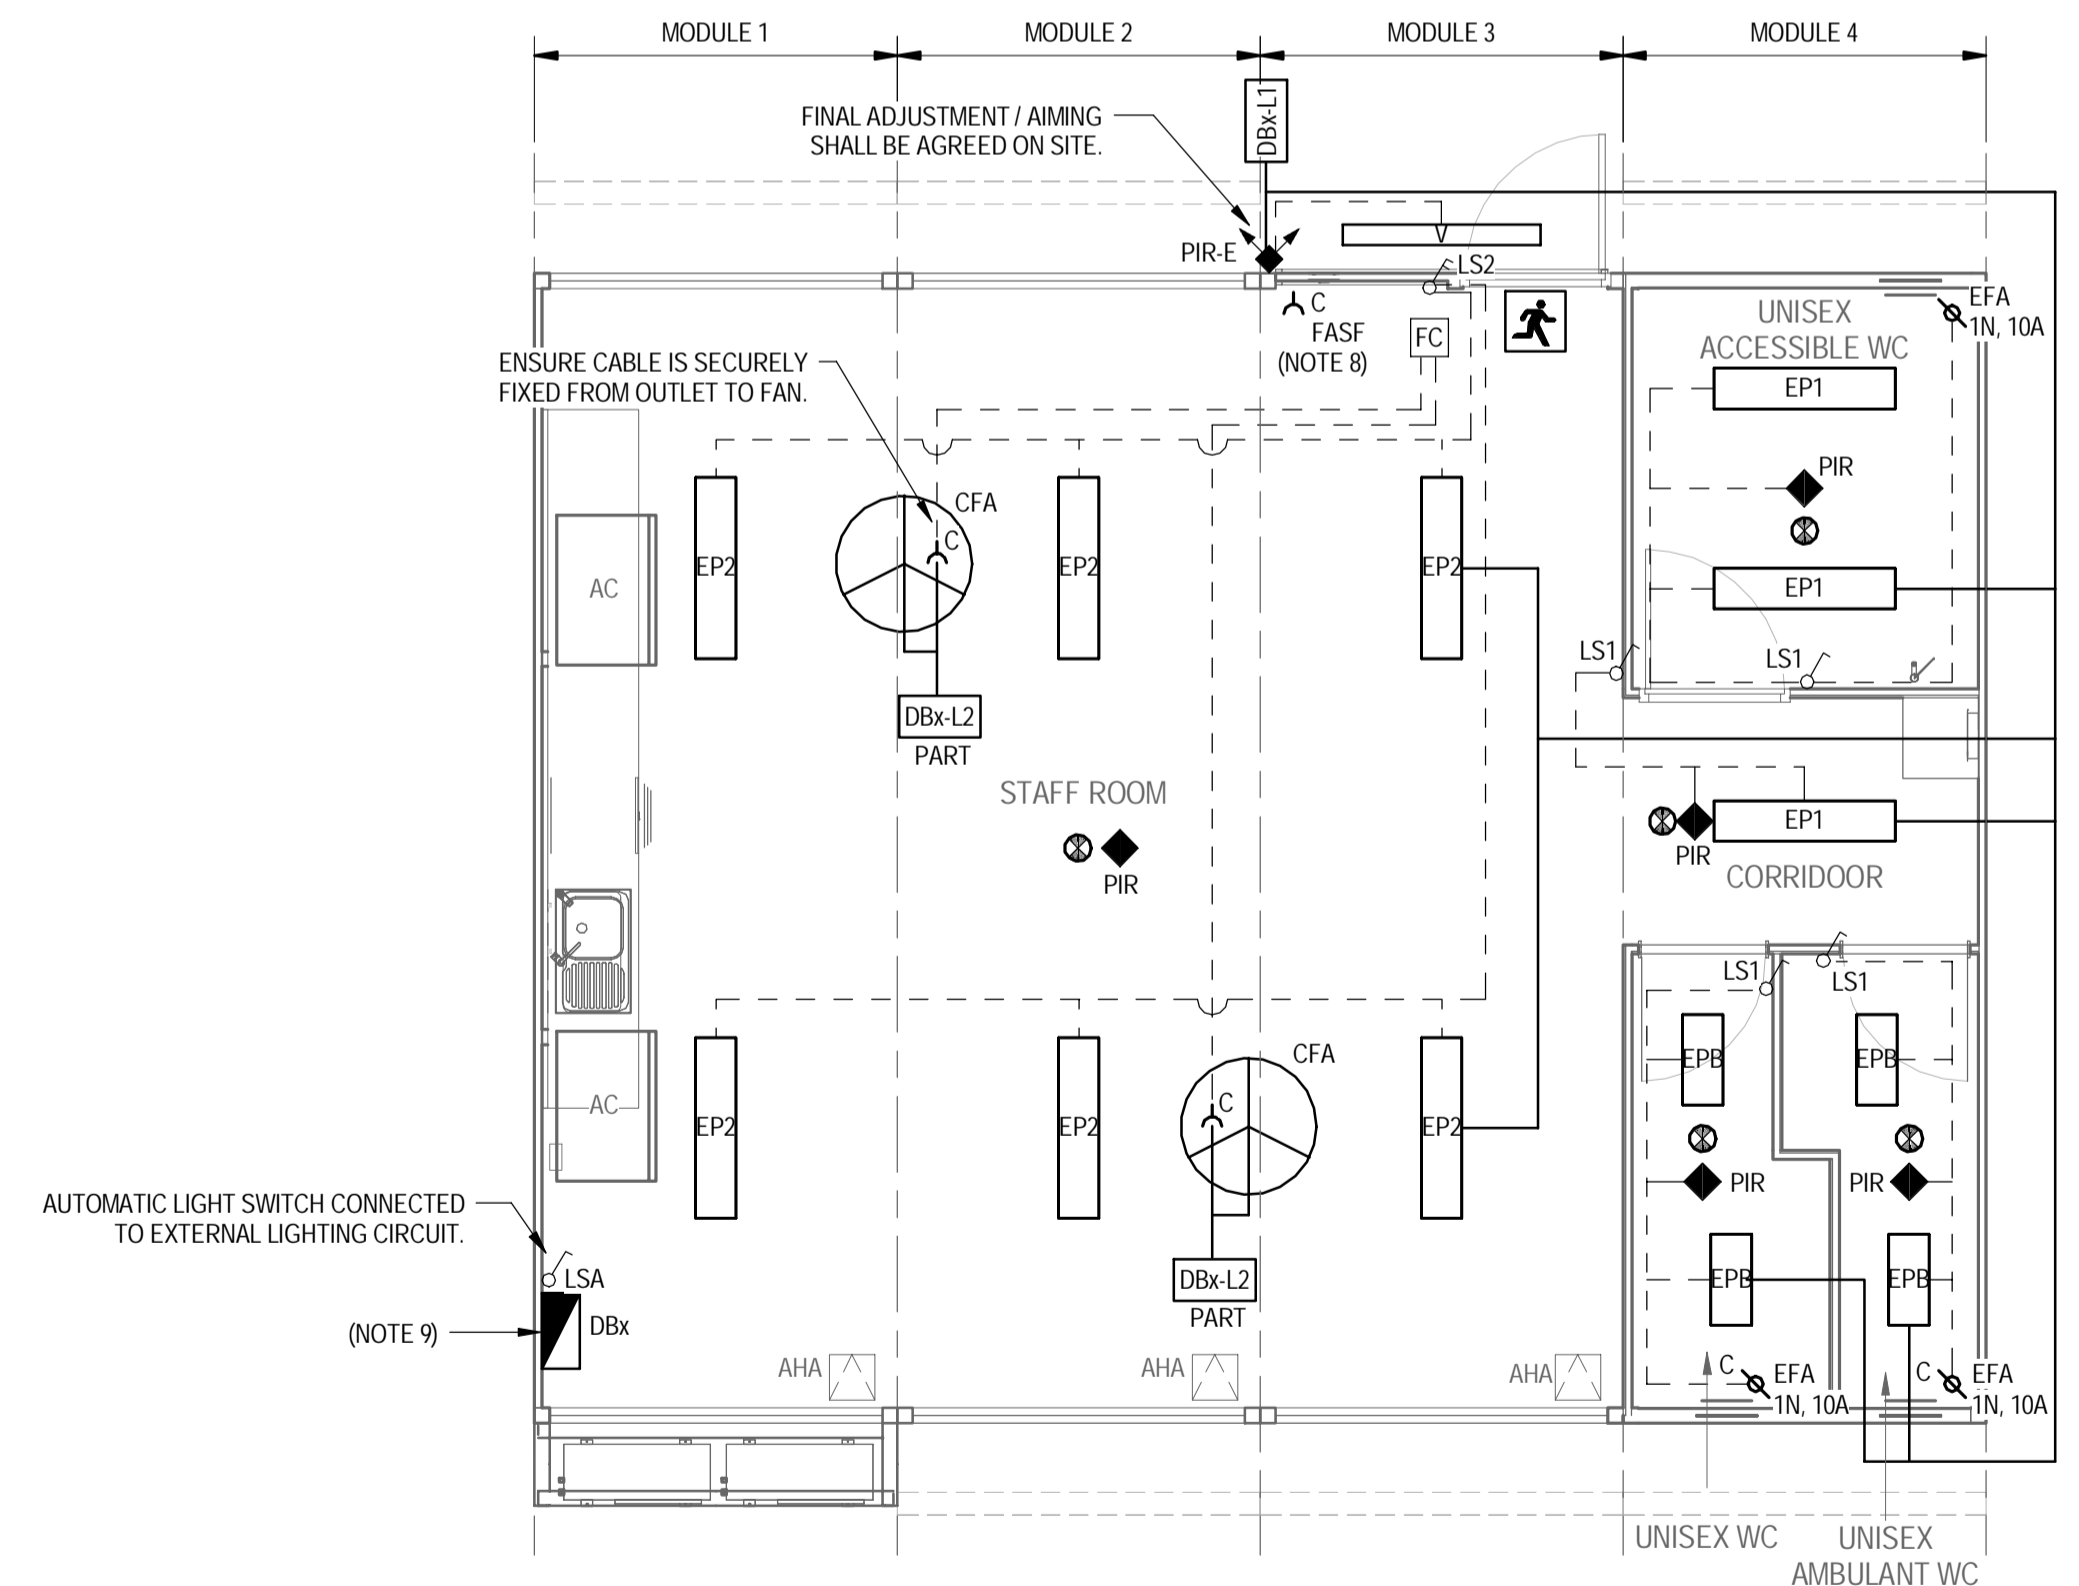 MODULE 1
MODULE 2
MODULE 3
MODULE 4
DBx-L1
FINAL ADJUSTMENT / AIMING
SHALL BE AGREED ON SITE.
PIR-E
V
LS2
EFA
1N, 10A
C
FASF
(NOTE 8)
FC
UNISEX
ACCESSIBLE WC
ENSURE CABLE IS SECURELY
FIXED FROM OUTLET TO FAN.
EP1
PIR
CFA
C
EP2
EP2
EP2
AC
EP1
LS1
LS1
DBx-L2
PART
STAFF ROOM
PIR
EP1
PIR
CORRIDOOR
LS1
LS1
CFA
EPB
EPB
AC
C
EP2
EP2
EP2
PIR
PIR
AUTOMATIC LIGHT SWITCH CONNECTED
TO EXTERNAL LIGHTING CIRCUIT.
LSA
DBx-L2
PART
EPB
EPB
(NOTE 9)
DBx
AHA
AHA
AHA
C
EFA
1N, 10A
C
EFA
1N, 10A
UNISEX WC
UNISEX
AMBULANT WC